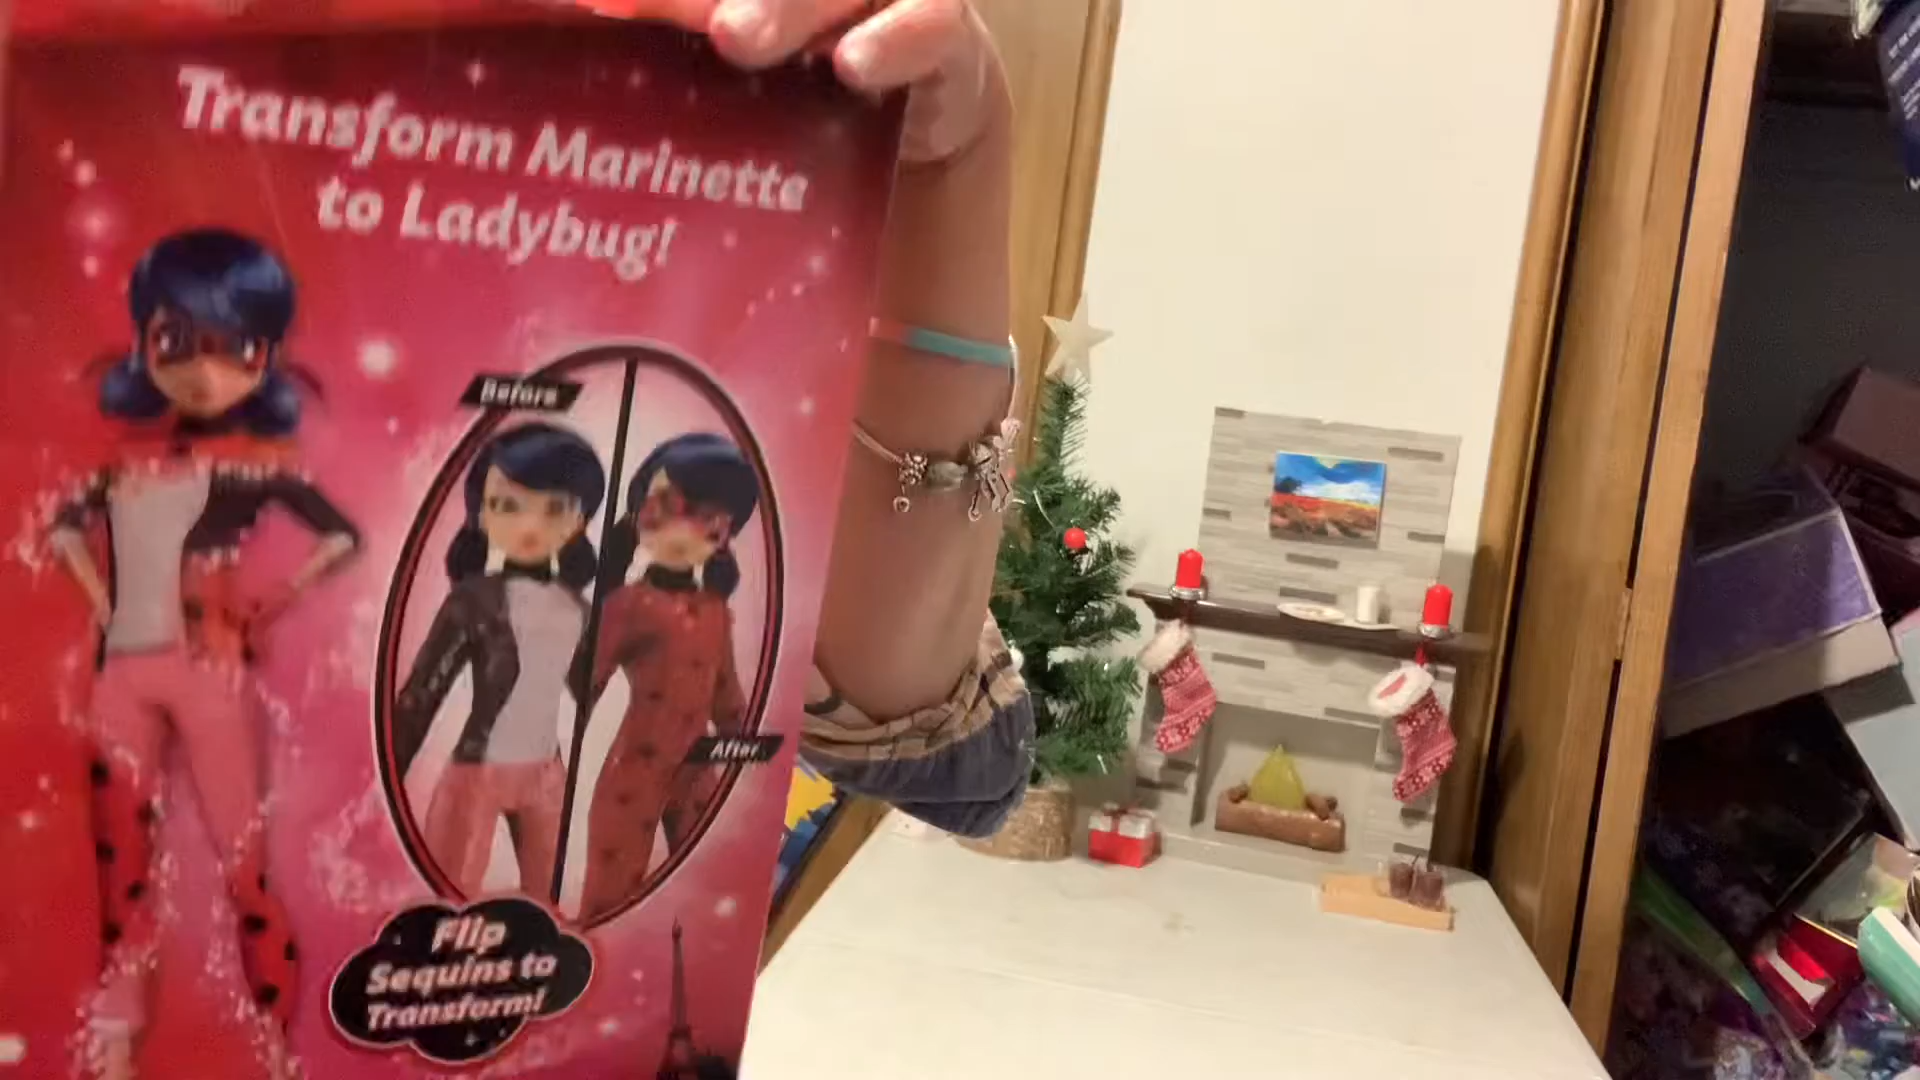 Transform Marinette
to Ladybug!
Before
After
Flip
Sequins to
Transform!